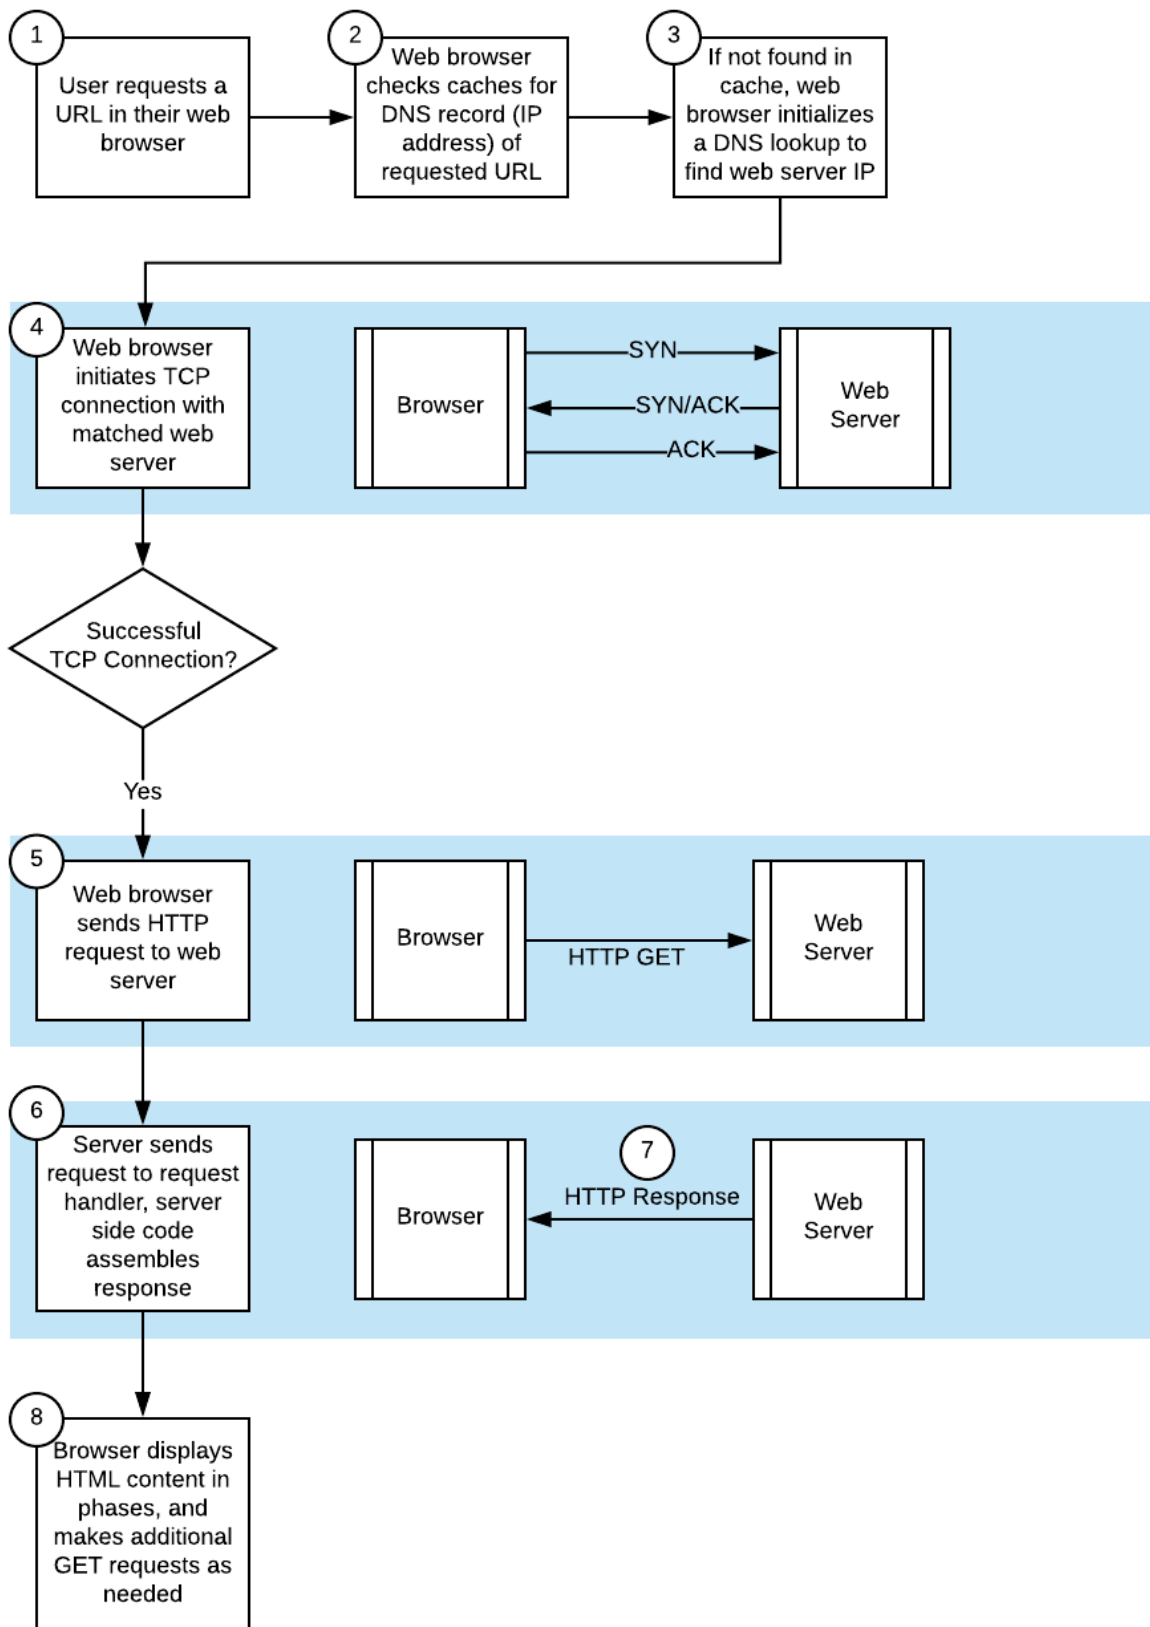 1
User requests a
URL in their web
browser
2
Web browser
checks caches for
DNS record (IP
address) of
requested URL
3
If not found in
cache, web
browser initializes
a DNS lookup to
find web server IP
4
Web browser
initiates TCP
connection with
matched web
server
Browser
SYN
SYN/ACK
ACK
Web
Server
Successful
TCP Connection?
Yes
5
Web browser
sends HTTP
request to web
server
Browser
HTTP GET
Web
Server
6
Server sends
request to request
handler, server
side code
assembles
response
Browser
7
HTTP Response
Web
Server
8
Browser displays
HTML content in
phases, and
makes additional
GET requests as
needed